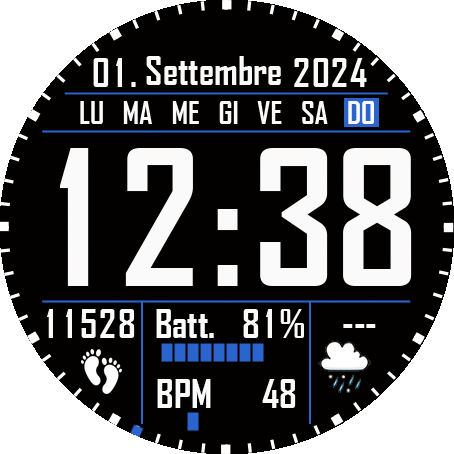 01. Settembre 2024
LU MA ME GI VE SA DO
12:38
11528 Batt. 81% ---
BPM 48